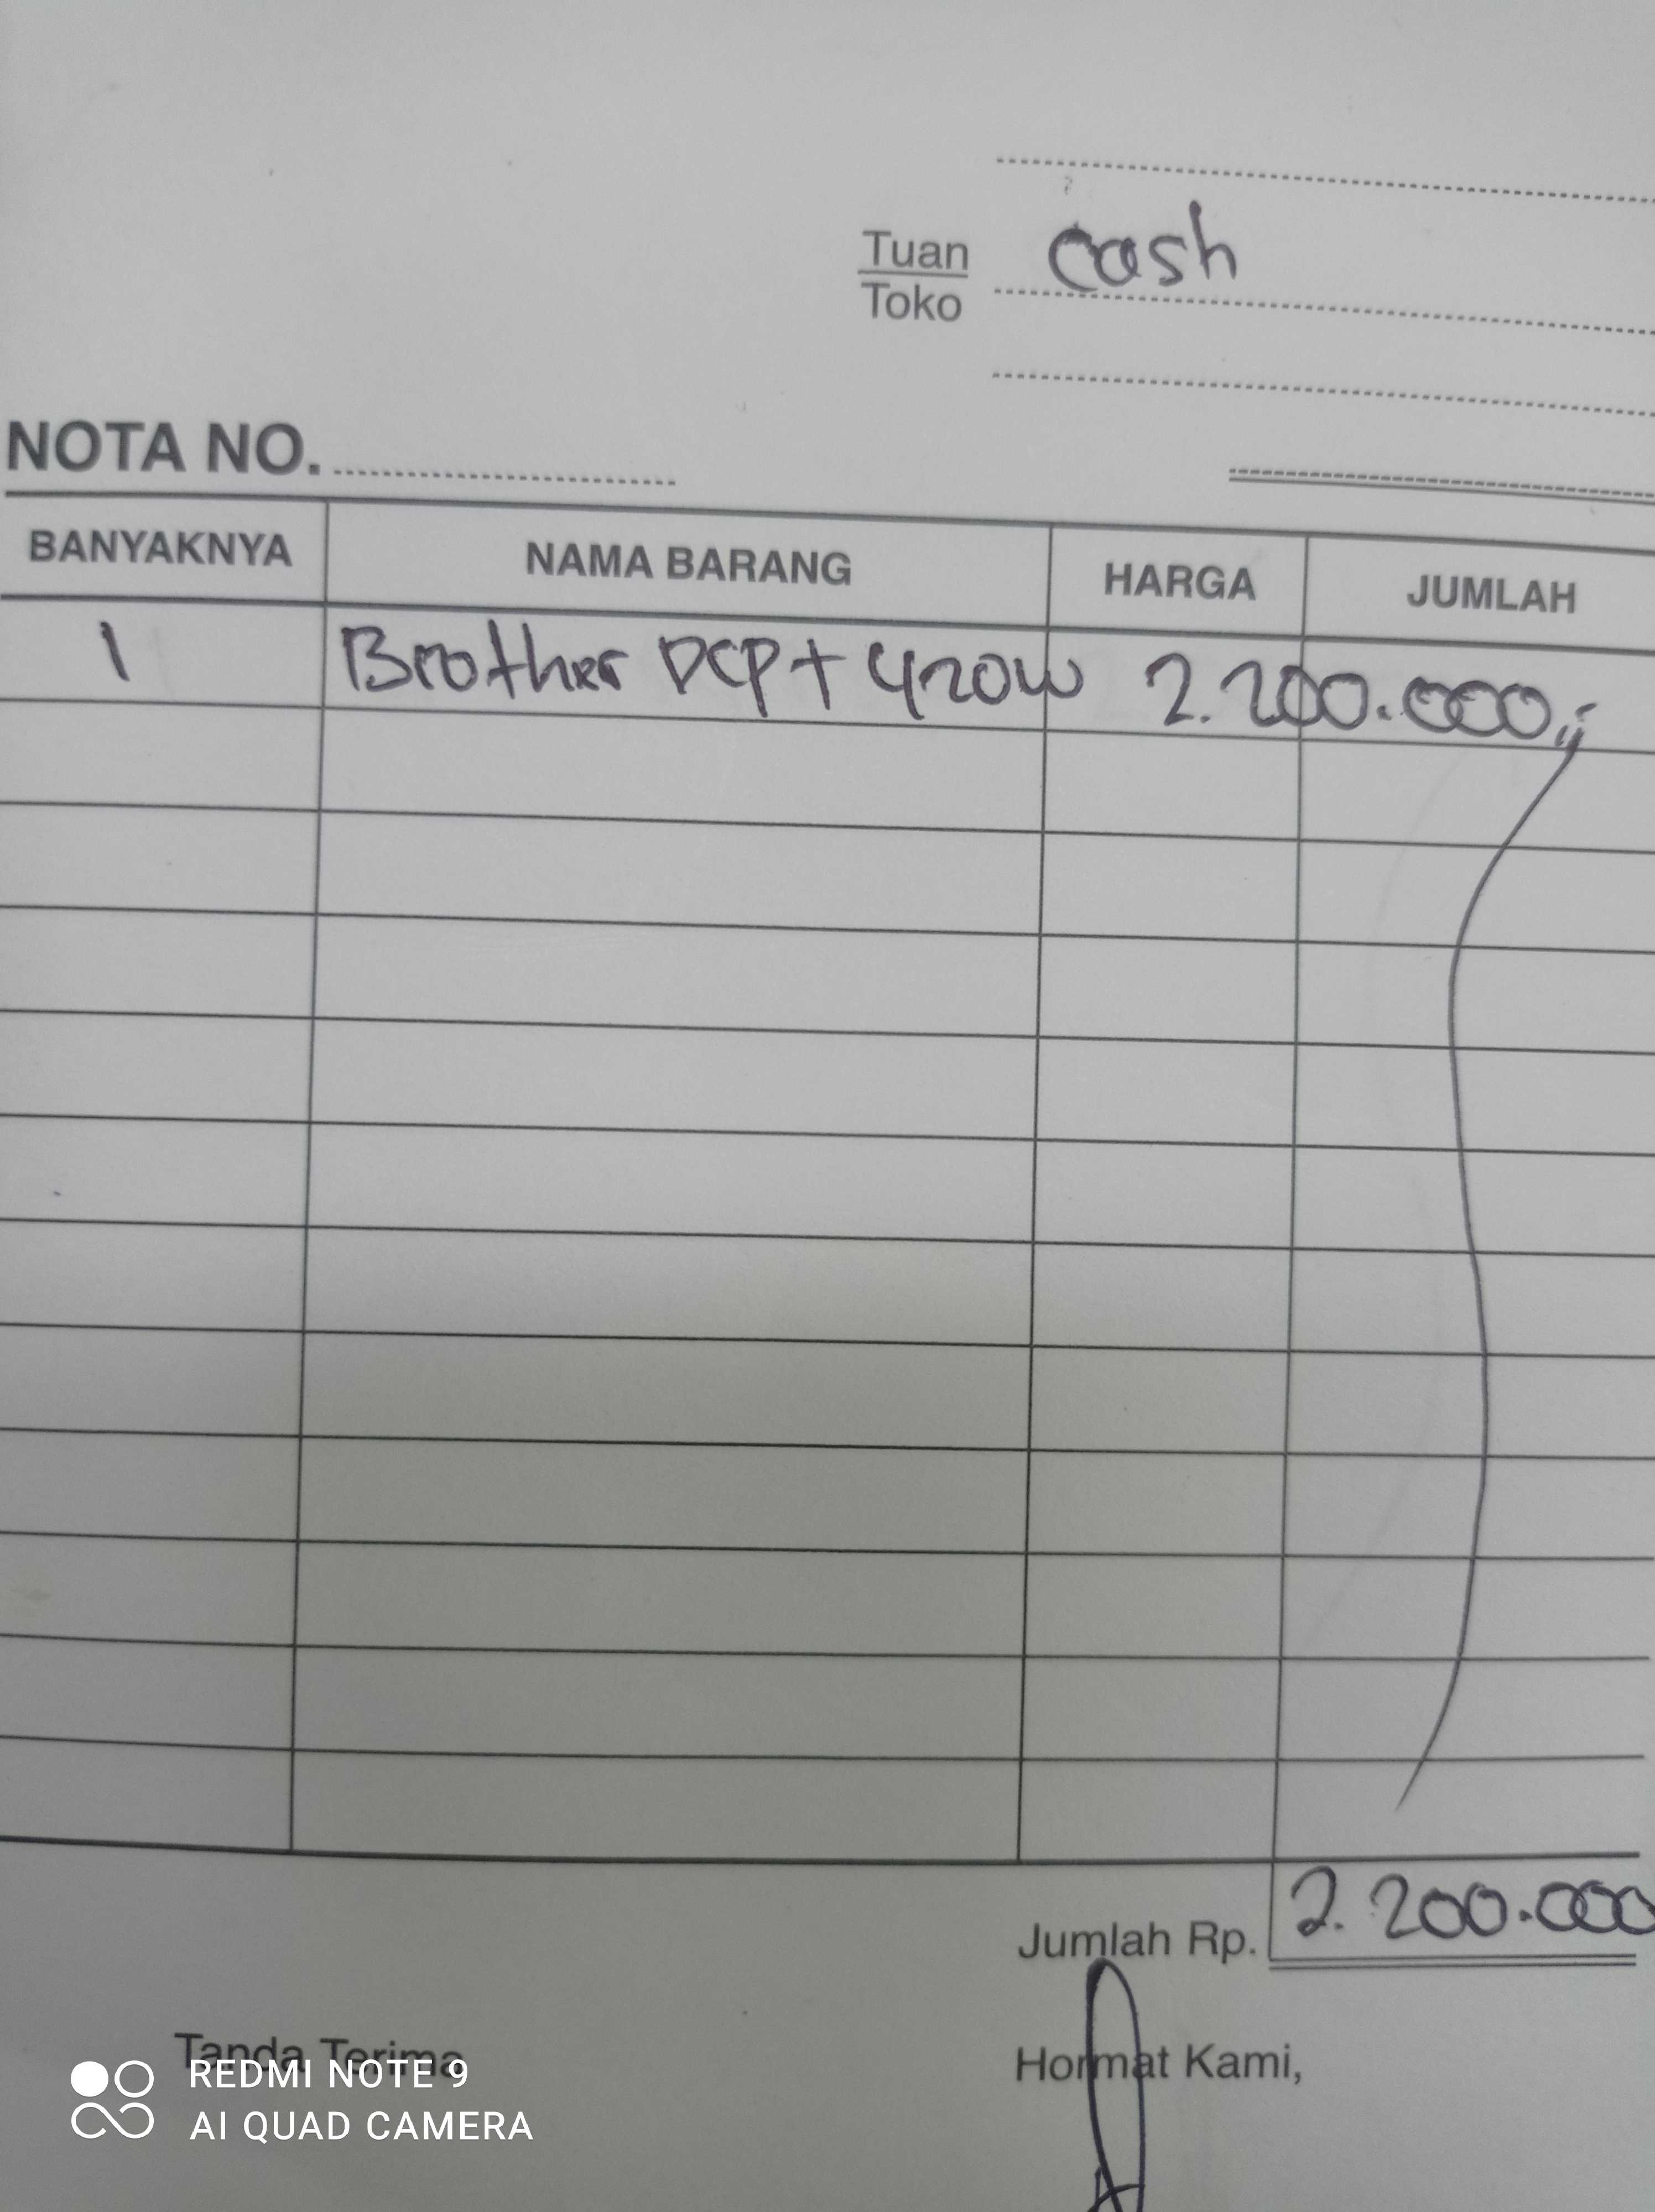 Tuan cash
Toko
NOTA NO.
BANYAKNYA NAMA BARANG HARGA JUMLAH
1 Brother DCP T 420W 2.200.000,-
Jumlah Rp. 2.200.000
Tanda Terima
Hormat Kami,
REDMI NOTE 9
AI QUAD CAMERA